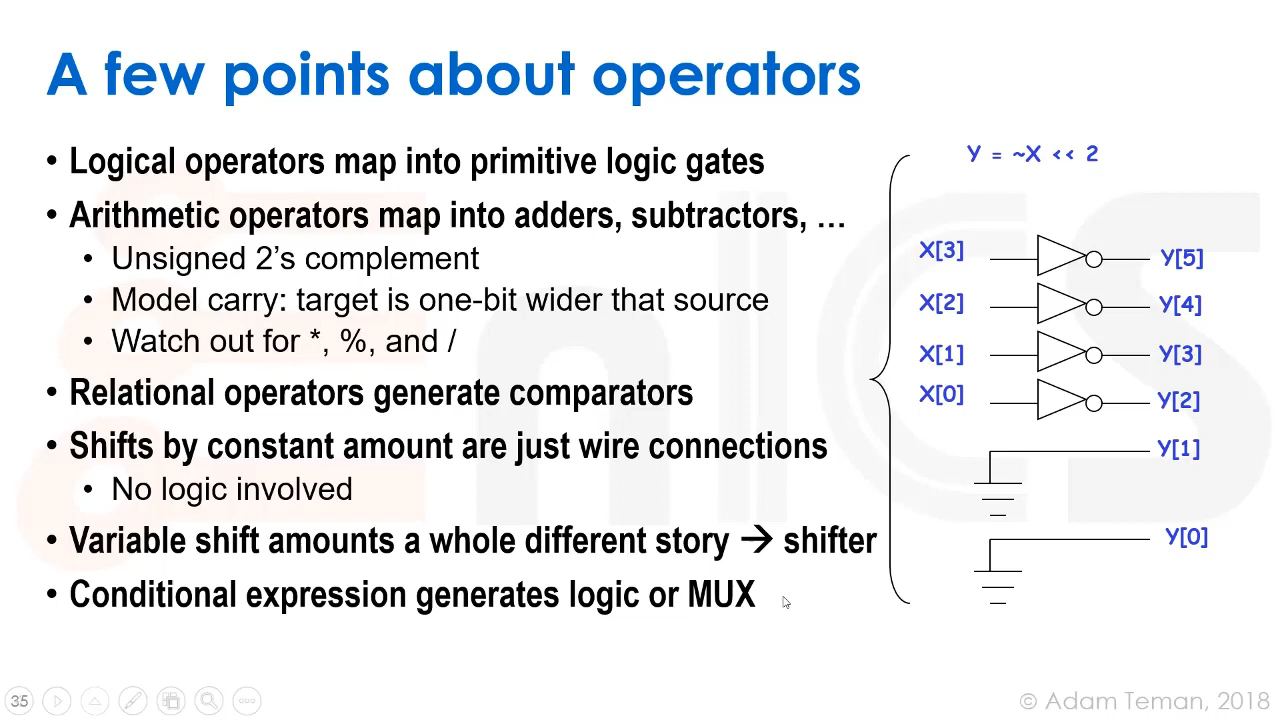 A few points about operators
• Logical operators map into primitive logic gates
• Arithmetic operators map into adders, subtractors, …
• Unsigned 2's complement
• Model carry: target is one-bit wider that source
• Watch out for *, %, and /
• Relational operators generate comparators
• Shifts by constant amount are just wire connections
• No logic involved
• Variable shift amounts a whole different story → shifter
• Conditional expression generates logic or MUX
Y = ~X << 2
X[3] Y[5]
X[2] Y[4]
X[1] Y[3]
X[0] Y[2]
Y[1]
Y[0]
EnICS
35
© Adam Teman, 2018